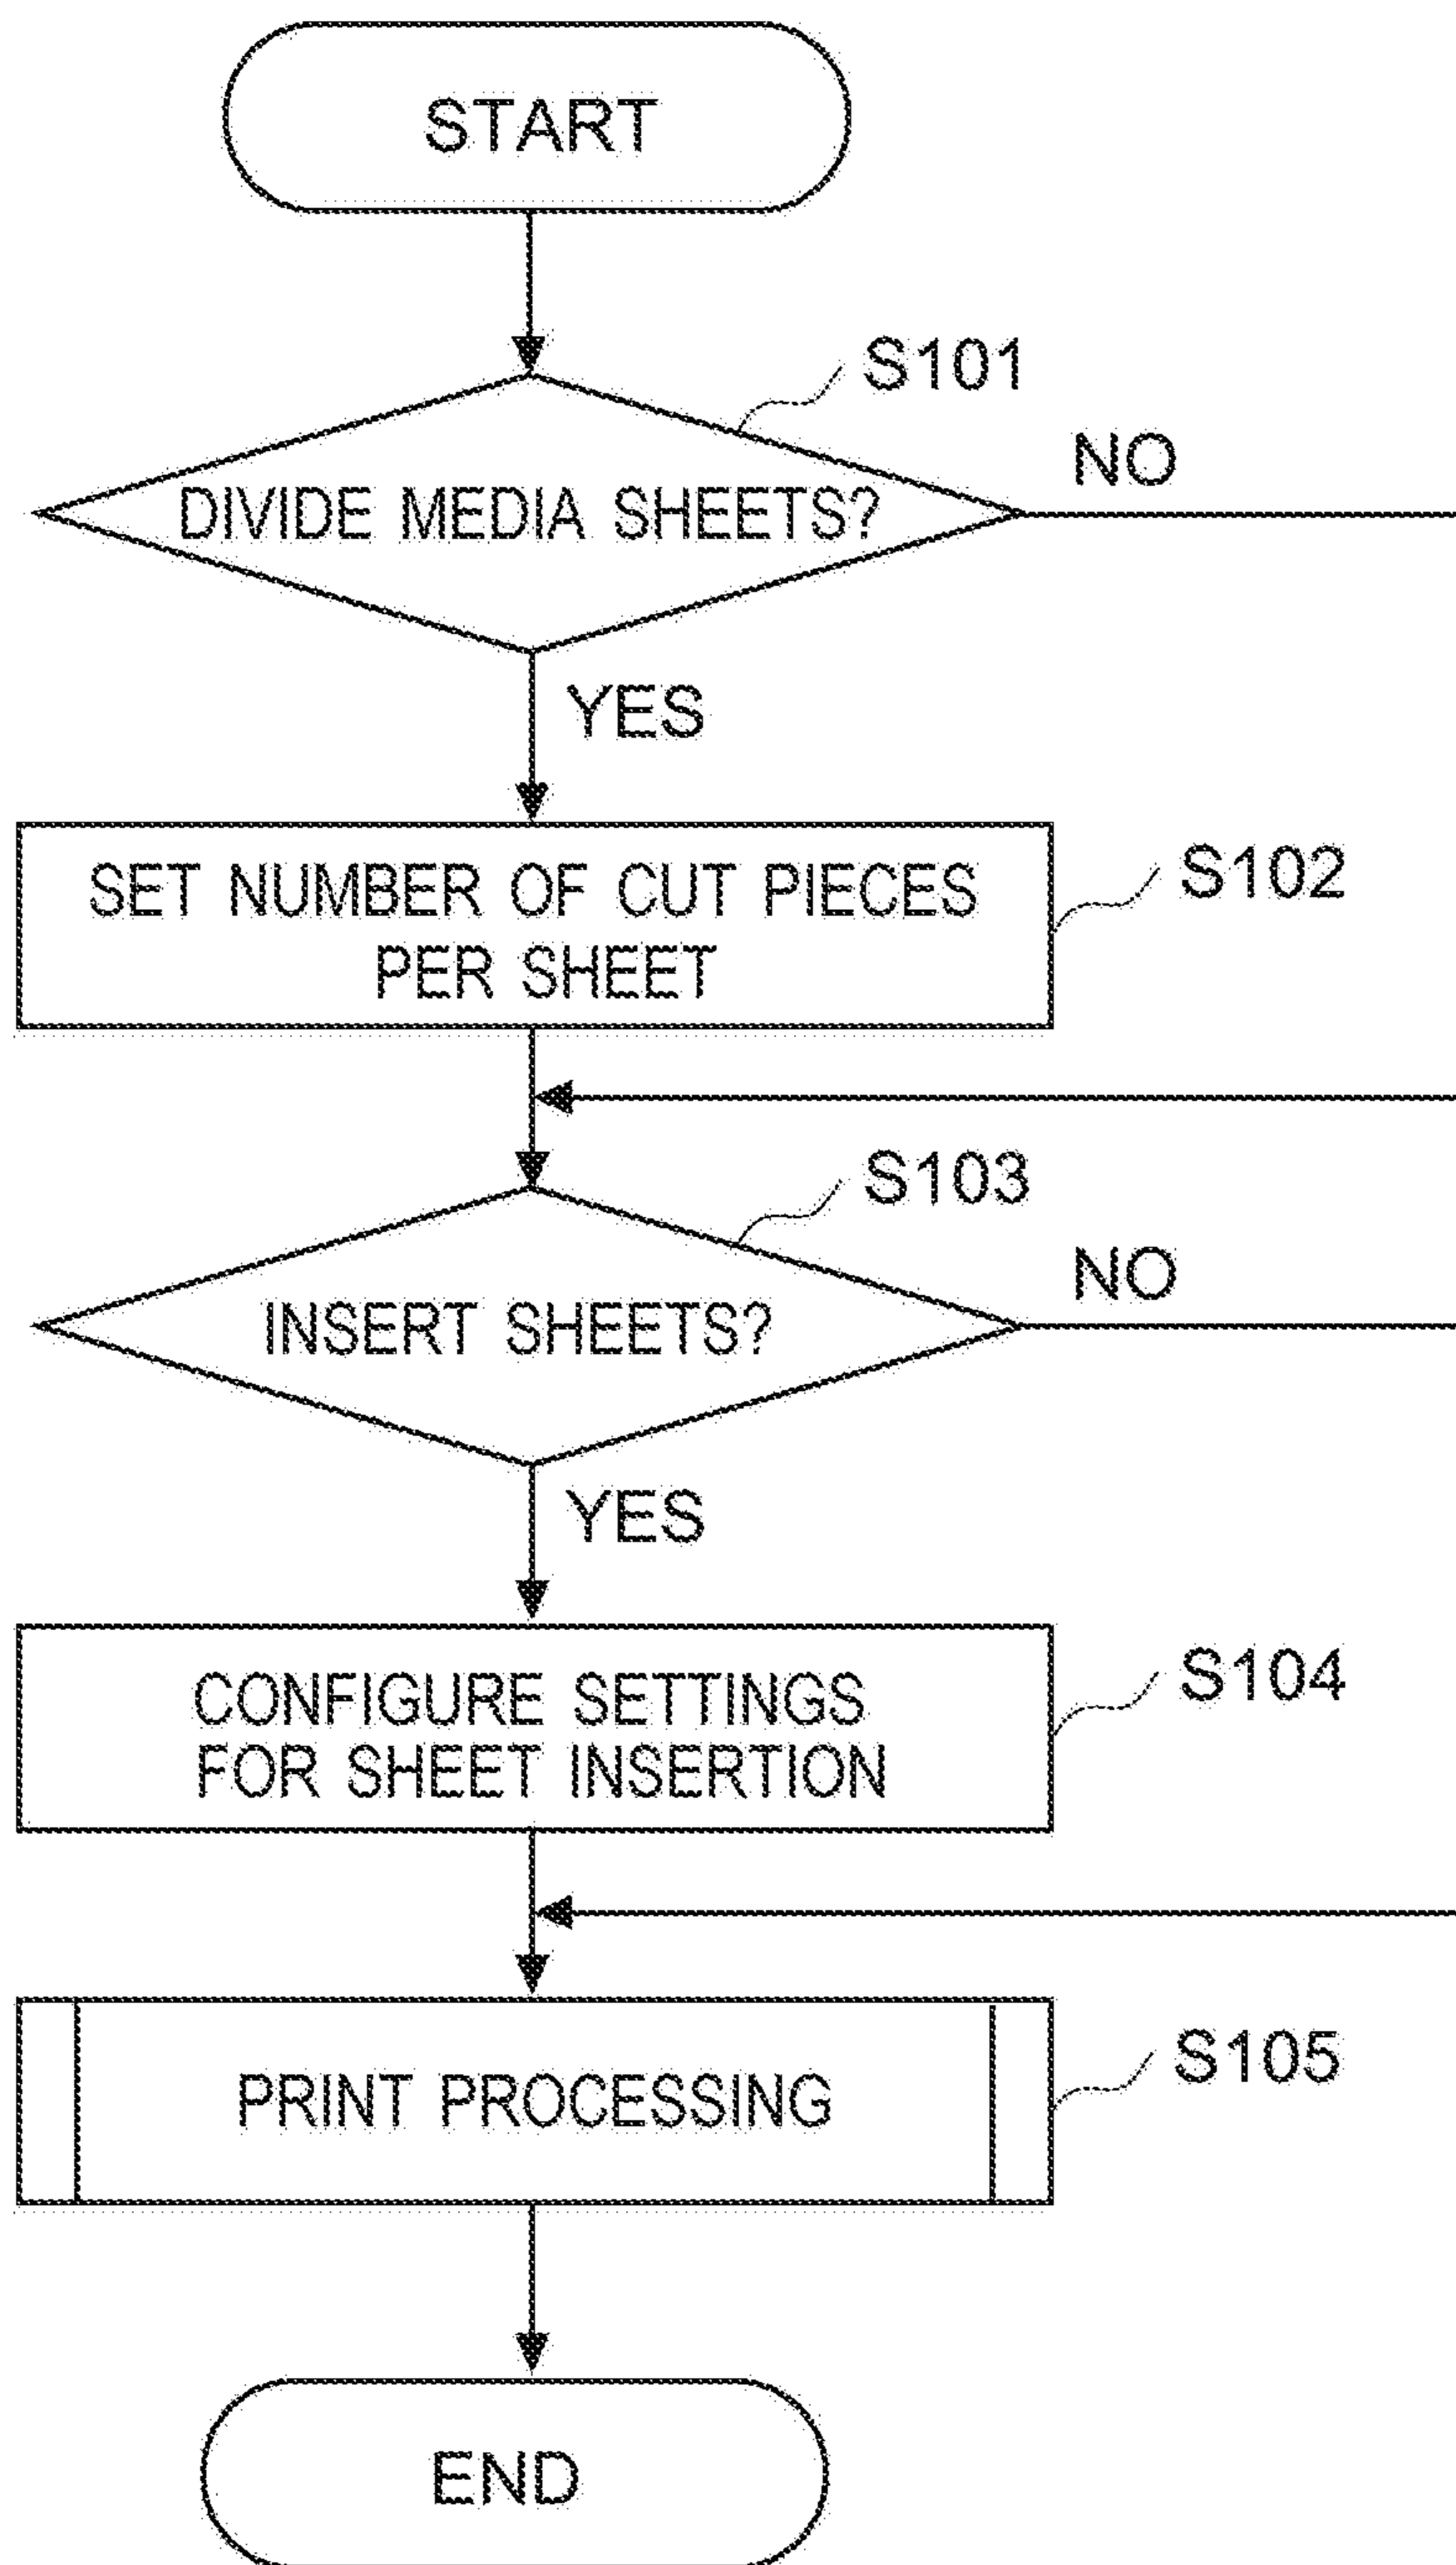 START
S101
NO
DIVIDE MEDIA SHEETS?
YES
SET NUMBER OF CUT PIECES
PER SHEET
S102
S103
NO
INSERT SHEETS?
YES
CONFIGURE SETTINGS
FOR SHEET INSERTION
S104
PRINT PROCESSING
S105
END